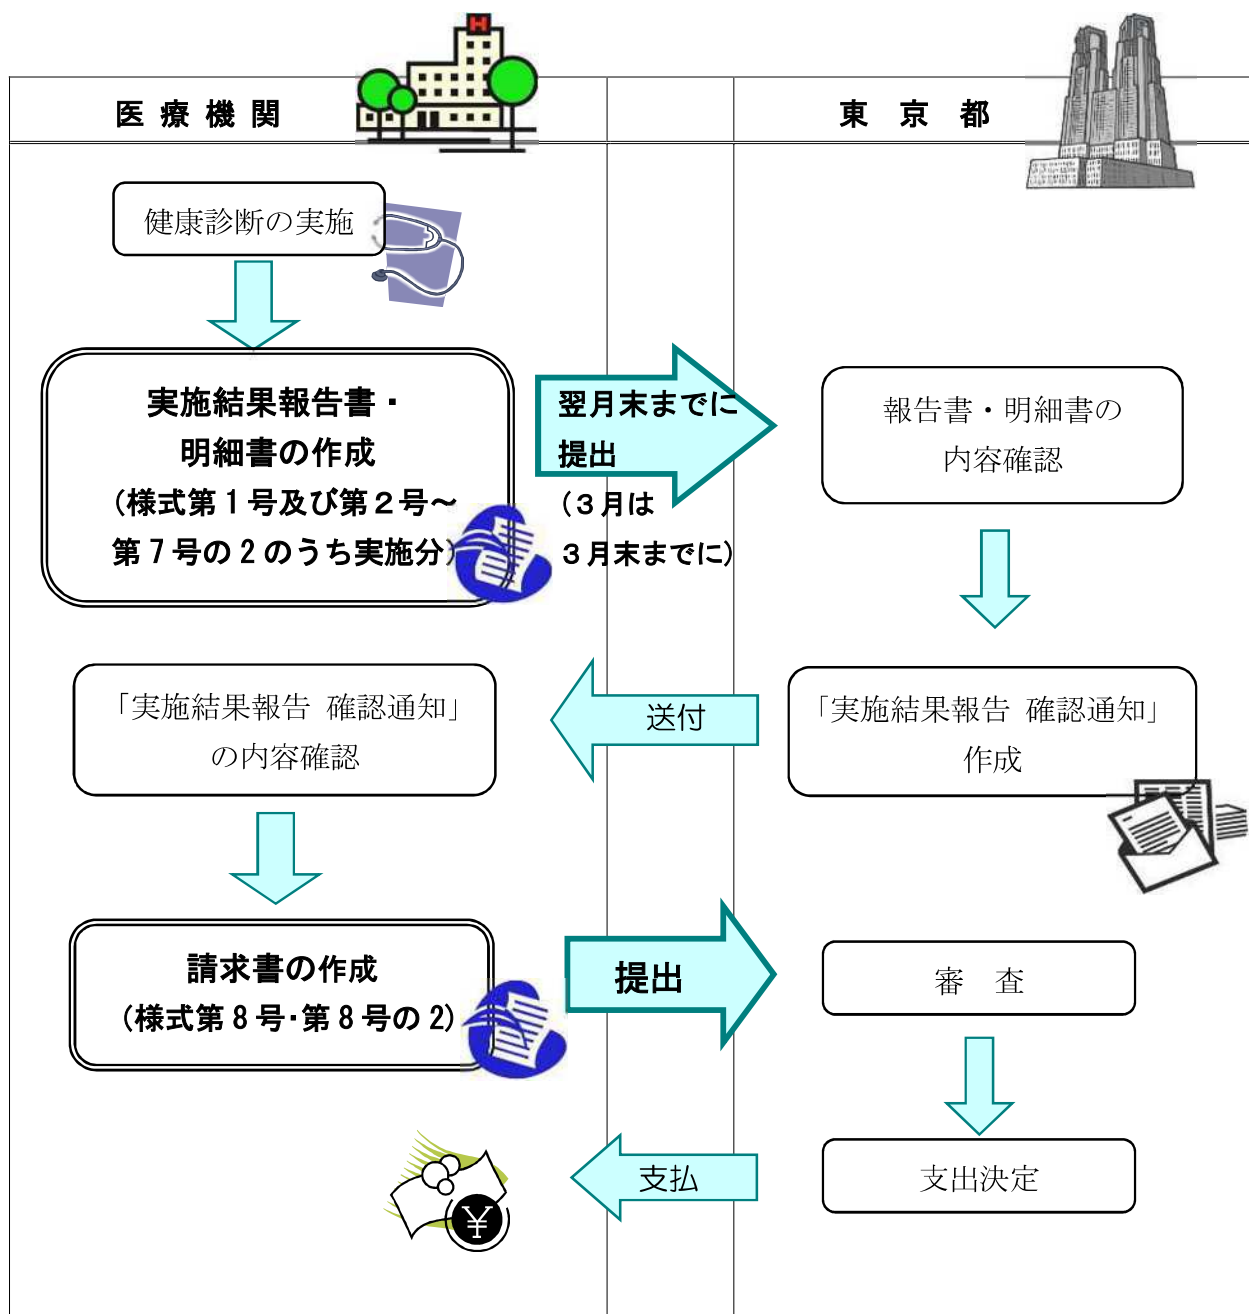 H
医療機関
東京都
健康診断の実施
実施結果報告書・
明細書の作成
(様式第1号及び第2号～
第7号の2のうち実施分)
翌月末までに
提出
(3月は
3月末までに)
報告書・明細書の
内容確認
「実施結果報告 確認通知」
作成
送付
「実施結果報告 確認通知」
の内容確認
請求書の作成
(様式第8号・第8号の2)
提出
審　査
支出決定
支払
¥